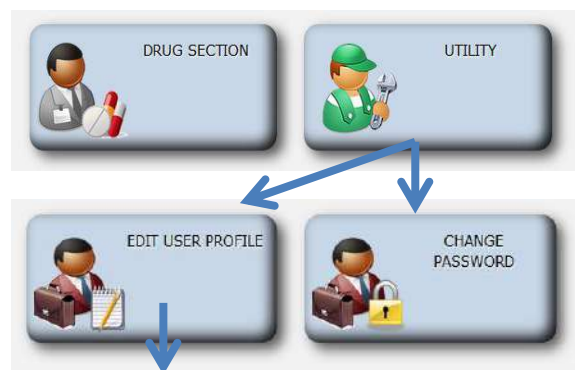 DRUG SECTION
UTILITY
EDIT USER PROFILE
CHANGE
PASSWORD